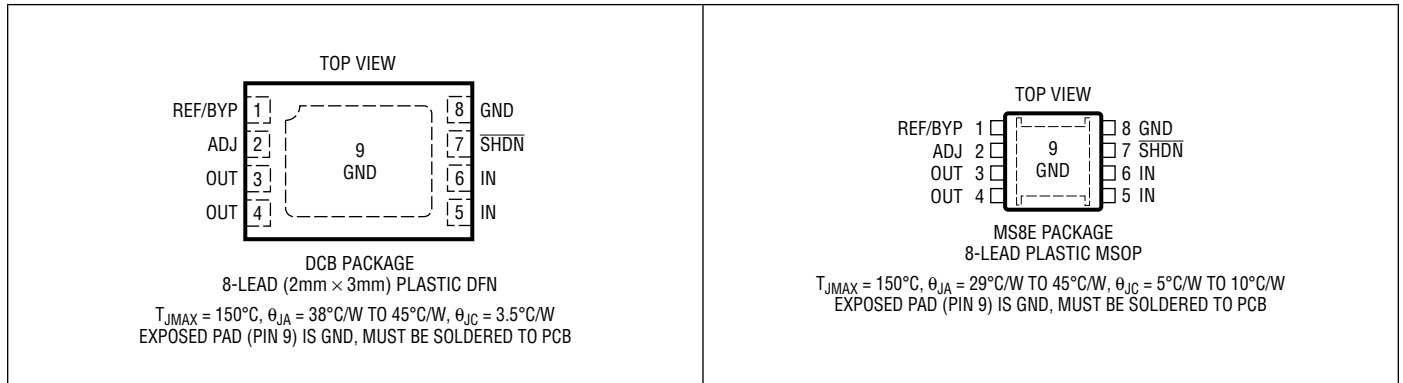 TOP VIEW
REF/BYP 1
ADJ 2
OUT 3
OUT 4
9
GND
8 GND
7 SHDN
6 IN
5 IN
DCB PACKAGE
8-LEAD (2mm × 3mm) PLASTIC DFN
TJMAX = 150°C, θJA = 38°C/W TO 45°C/W, θJC = 3.5°C/W
EXPOSED PAD (PIN 9) IS GND, MUST BE SOLDERED TO PCB
TOP VIEW
REF/BYP 1
ADJ 2
OUT 3
OUT 4
9
GND
8 GND
7 SHDN
6 IN
5 IN
MS8E PACKAGE
8-LEAD PLASTIC MSOP
TJMAX = 150°C, θJA = 29°C/W TO 45°C/W, θJC = 5°C/W TO 10°C/W
EXPOSED PAD (PIN 9) IS GND, MUST BE SOLDERED TO PCB